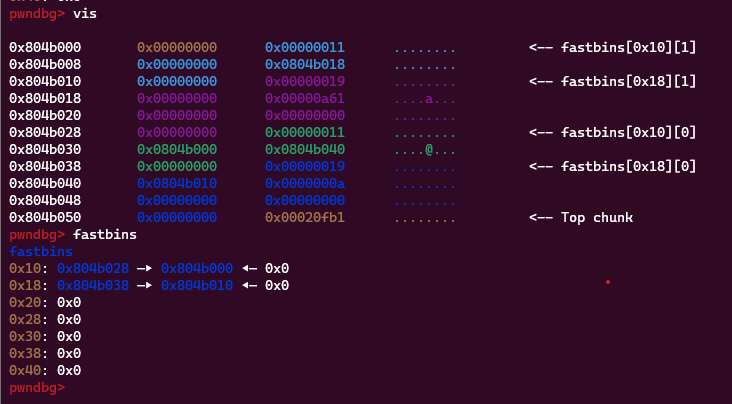 pwndbg> vis
0x804b000 0x00000000 0x00000011 ........ <-- fastbins[0x10][1]
0x804b008 0x00000000 0x0804b018 ........
0x804b010 0x00000000 0x00000019 ........ <-- fastbins[0x18][1]
0x804b018 0x00000000 0x00000a61 ....a...
0x804b020 0x00000000 0x00000000 ........
0x804b028 0x00000000 0x00000011 ........ <-- fastbins[0x10][0]
0x804b030 0x0804b000 0x0804b040 ....@...
0x804b038 0x00000000 0x00000019 ........ <-- fastbins[0x18][0]
0x804b040 0x0804b010 0x0000000a ........
0x804b048 0x00000000 0x00000000 ........
0x804b050 0x00000000 0x00020fb1 ........ <-- Top chunk
pwndbg> fastbins
fastbins
0x10: 0x804b028 —▸ 0x804b000 ◂— 0x0
0x18: 0x804b038 —▸ 0x804b010 ◂— 0x0
0x20: 0x0
0x28: 0x0
0x30: 0x0
0x38: 0x0
0x40: 0x0
pwndbg>